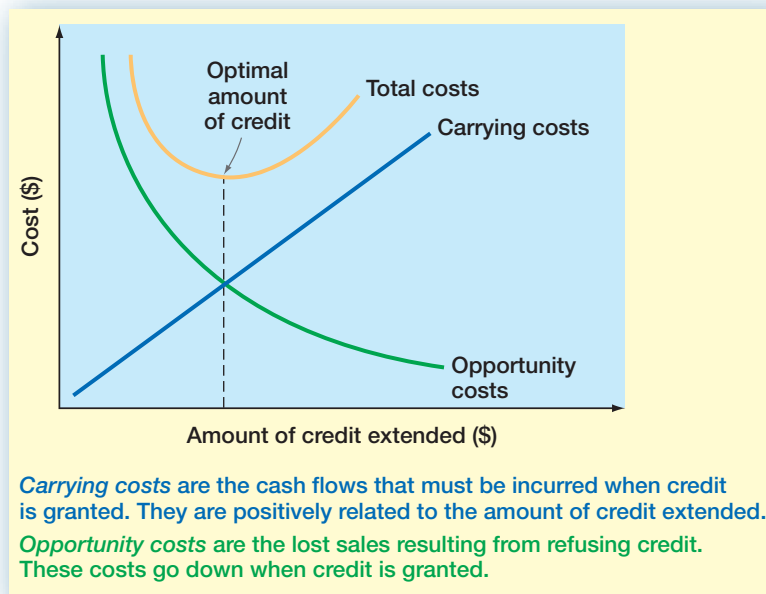 Optimal
amount
of credit
Total costs
Carrying costs
Cost ($)
Opportunity
costs
Amount of credit extended ($)
Carrying costs are the cash flows that must be incurred when credit
is granted. They are positively related to the amount of credit extended.
Opportunity costs are the lost sales resulting from refusing credit.
These costs go down when credit is granted.